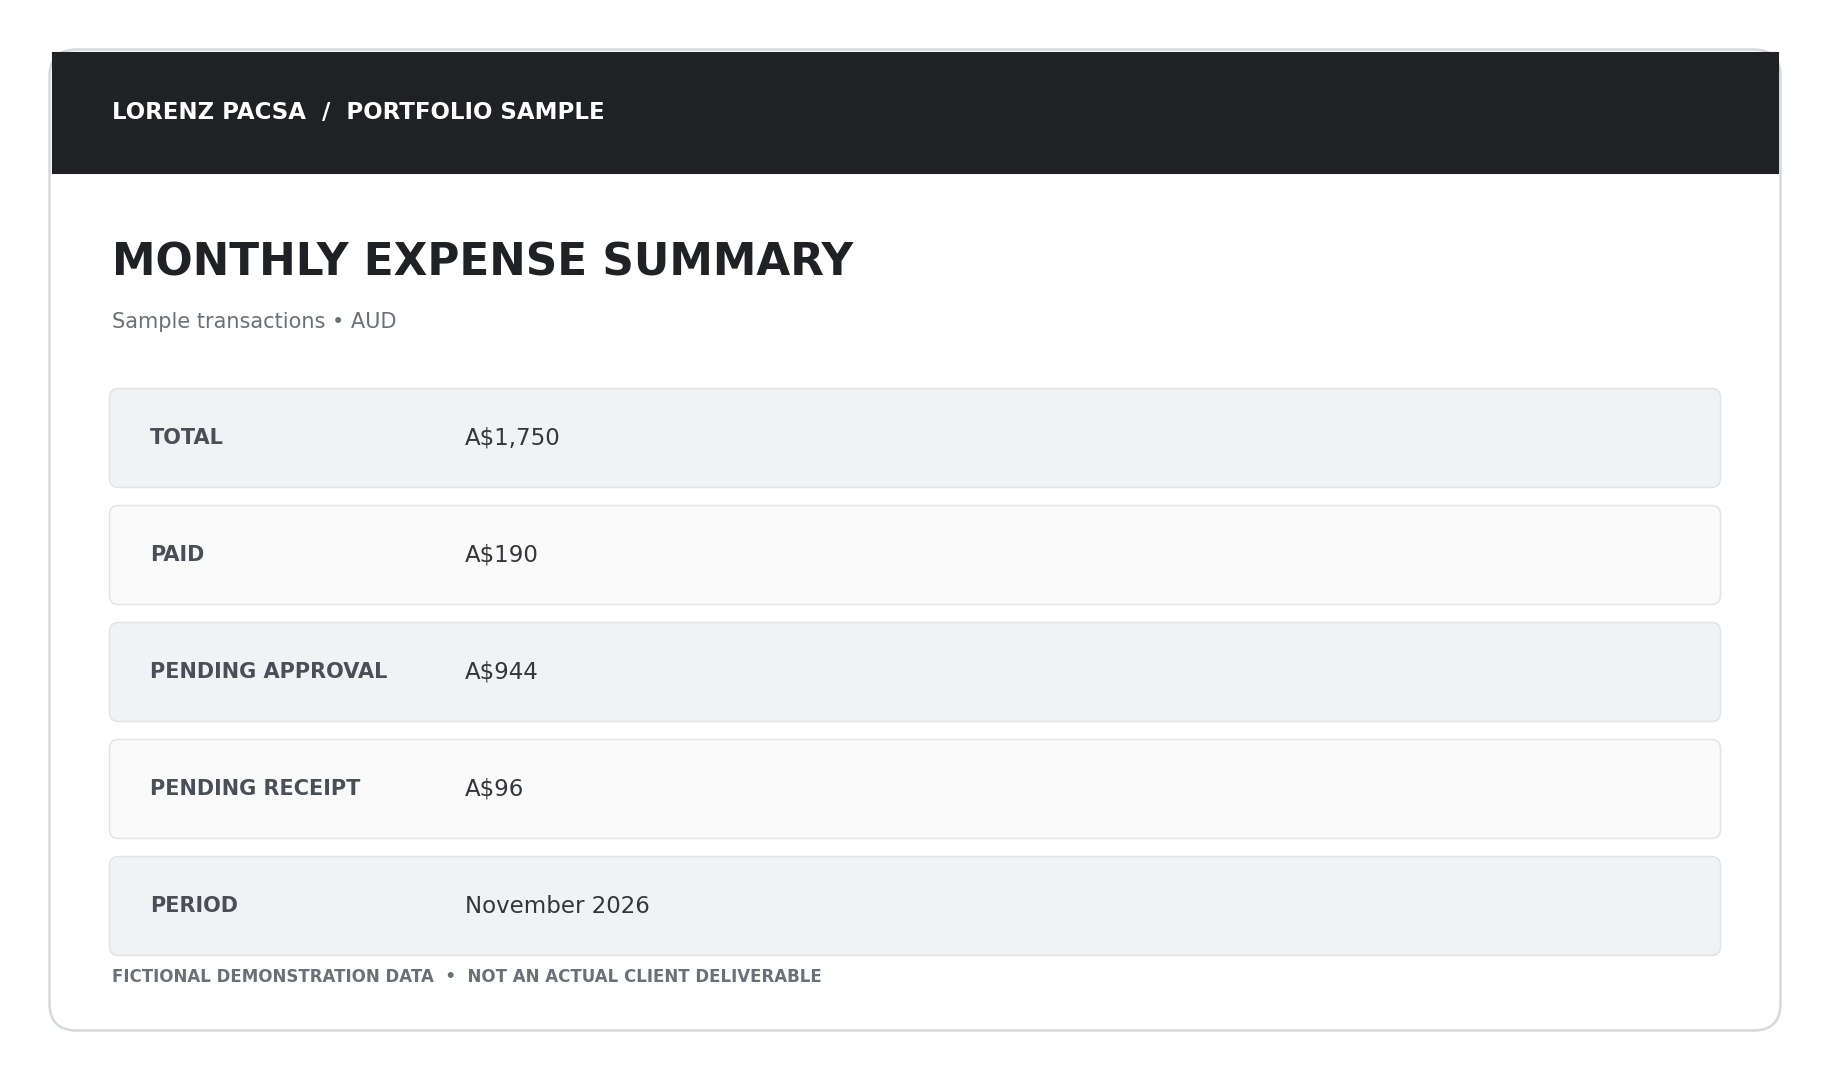 LORENZ PACSA / PORTFOLIO SAMPLE
MONTHLY EXPENSE SUMMARY
Sample transactions • AUD
TOTAL A$1,750
PAID A$190
PENDING APPROVAL A$944
PENDING RECEIPT A$96
PERIOD November 2026
FICTIONAL DEMONSTRATION DATA • NOT AN ACTUAL CLIENT DELIVERABLE